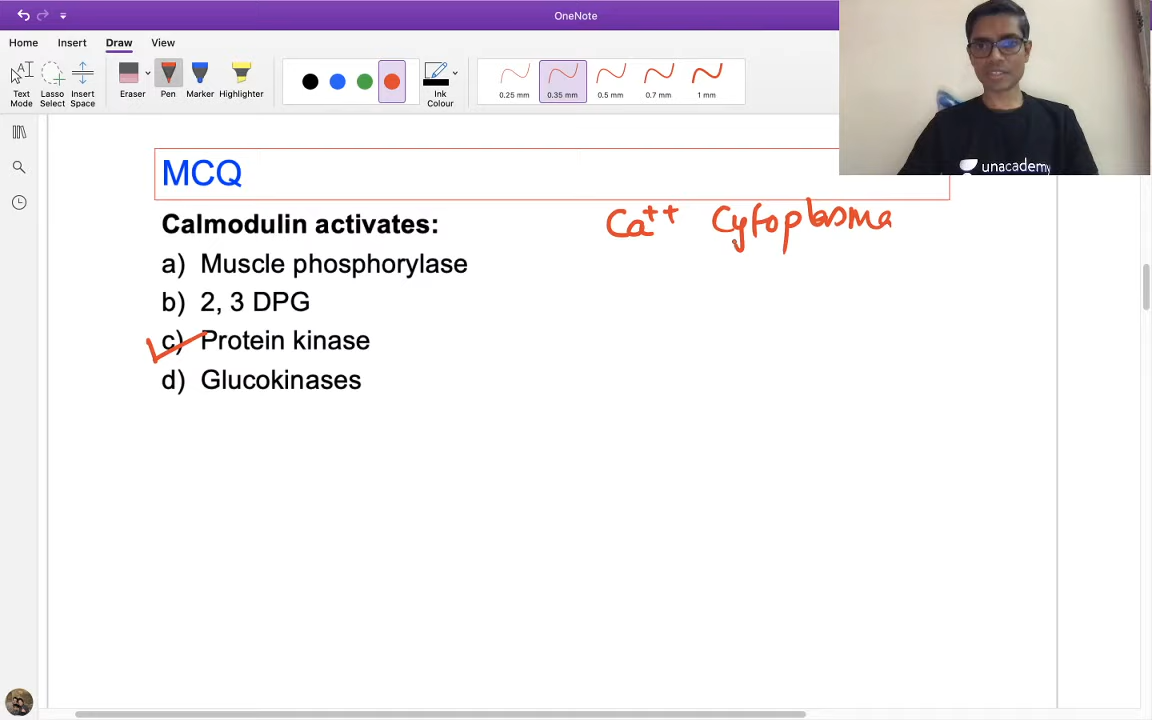 OneNote
Home Insert Draw View
Text Mode
Lasso Select
Insert Space
Eraser
Pen
Marker
Highlighter
Ink Colour
0.25 mm
0.35 mm
0.5 mm
0.7 mm
1 mm
unacademy
MCQ
Calmodulin activates:
Ca++ Cytoplasma
a) Muscle phosphorylase
b) 2, 3 DPG
c) Protein kinase
d) Glucokinases